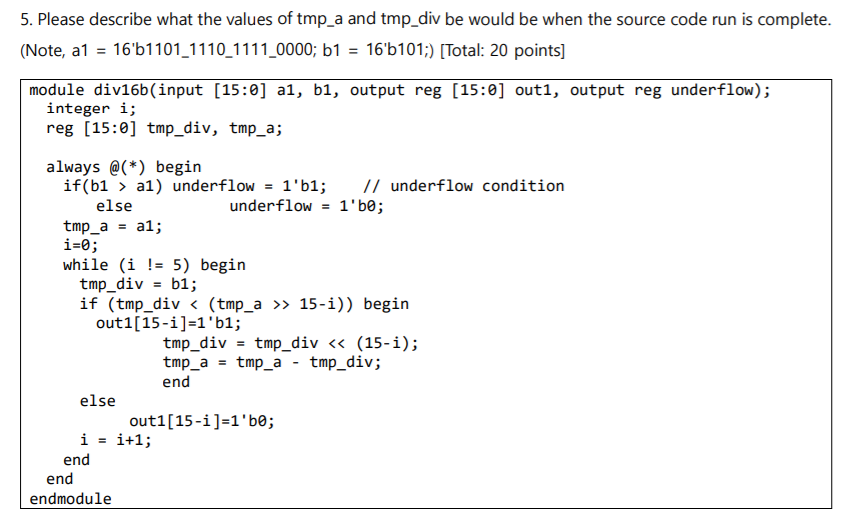 5. Please describe what the values of tmp_a and tmp_div be would be when the source code run is complete.
(Note, a1 = 16'b1101_1110_1111_0000; b1 = 16'b101;) [Total: 20 points]
module div16b(input [15:0] a1, b1, output reg [15:0] out1, output reg underflow);
integer i;
reg [15:0] tmp_div, tmp_a;
always @(*) begin
if(b1 > a1) underflow = 1'b1; // underflow condition
else underflow = 1'b0;
tmp_a = a1;
i=0;
while (i != 5) begin
tmp_div = b1;
if (tmp_div < (tmp_a >> 15-i)) begin
out1[15-i]=1'b1;
tmp_div = tmp_div << (15-i);
tmp_a = tmp_a - tmp_div;
end
else
out1[15-i]=1'b0;
i = i+1;
end
end
endmodule